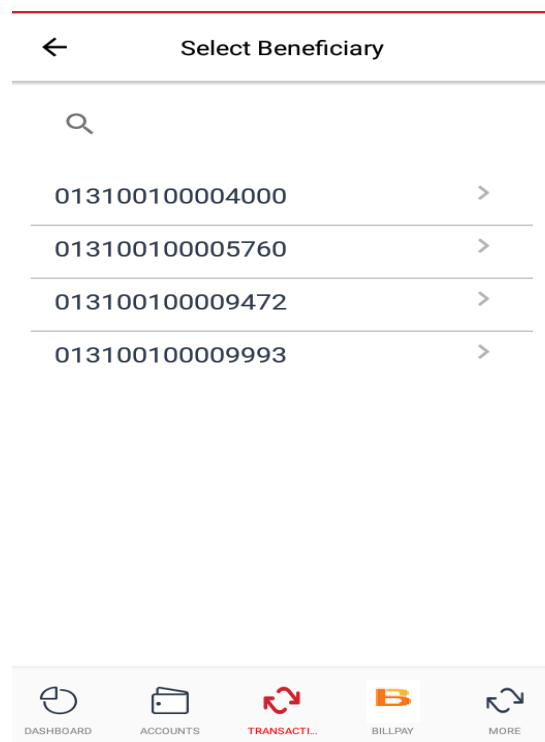 Select Beneficiary
013100100004000
013100100005760
013100100009472
013100100009993
DASHBOARD ACCOUNTS TRANSACTI... BILLPAY MORE